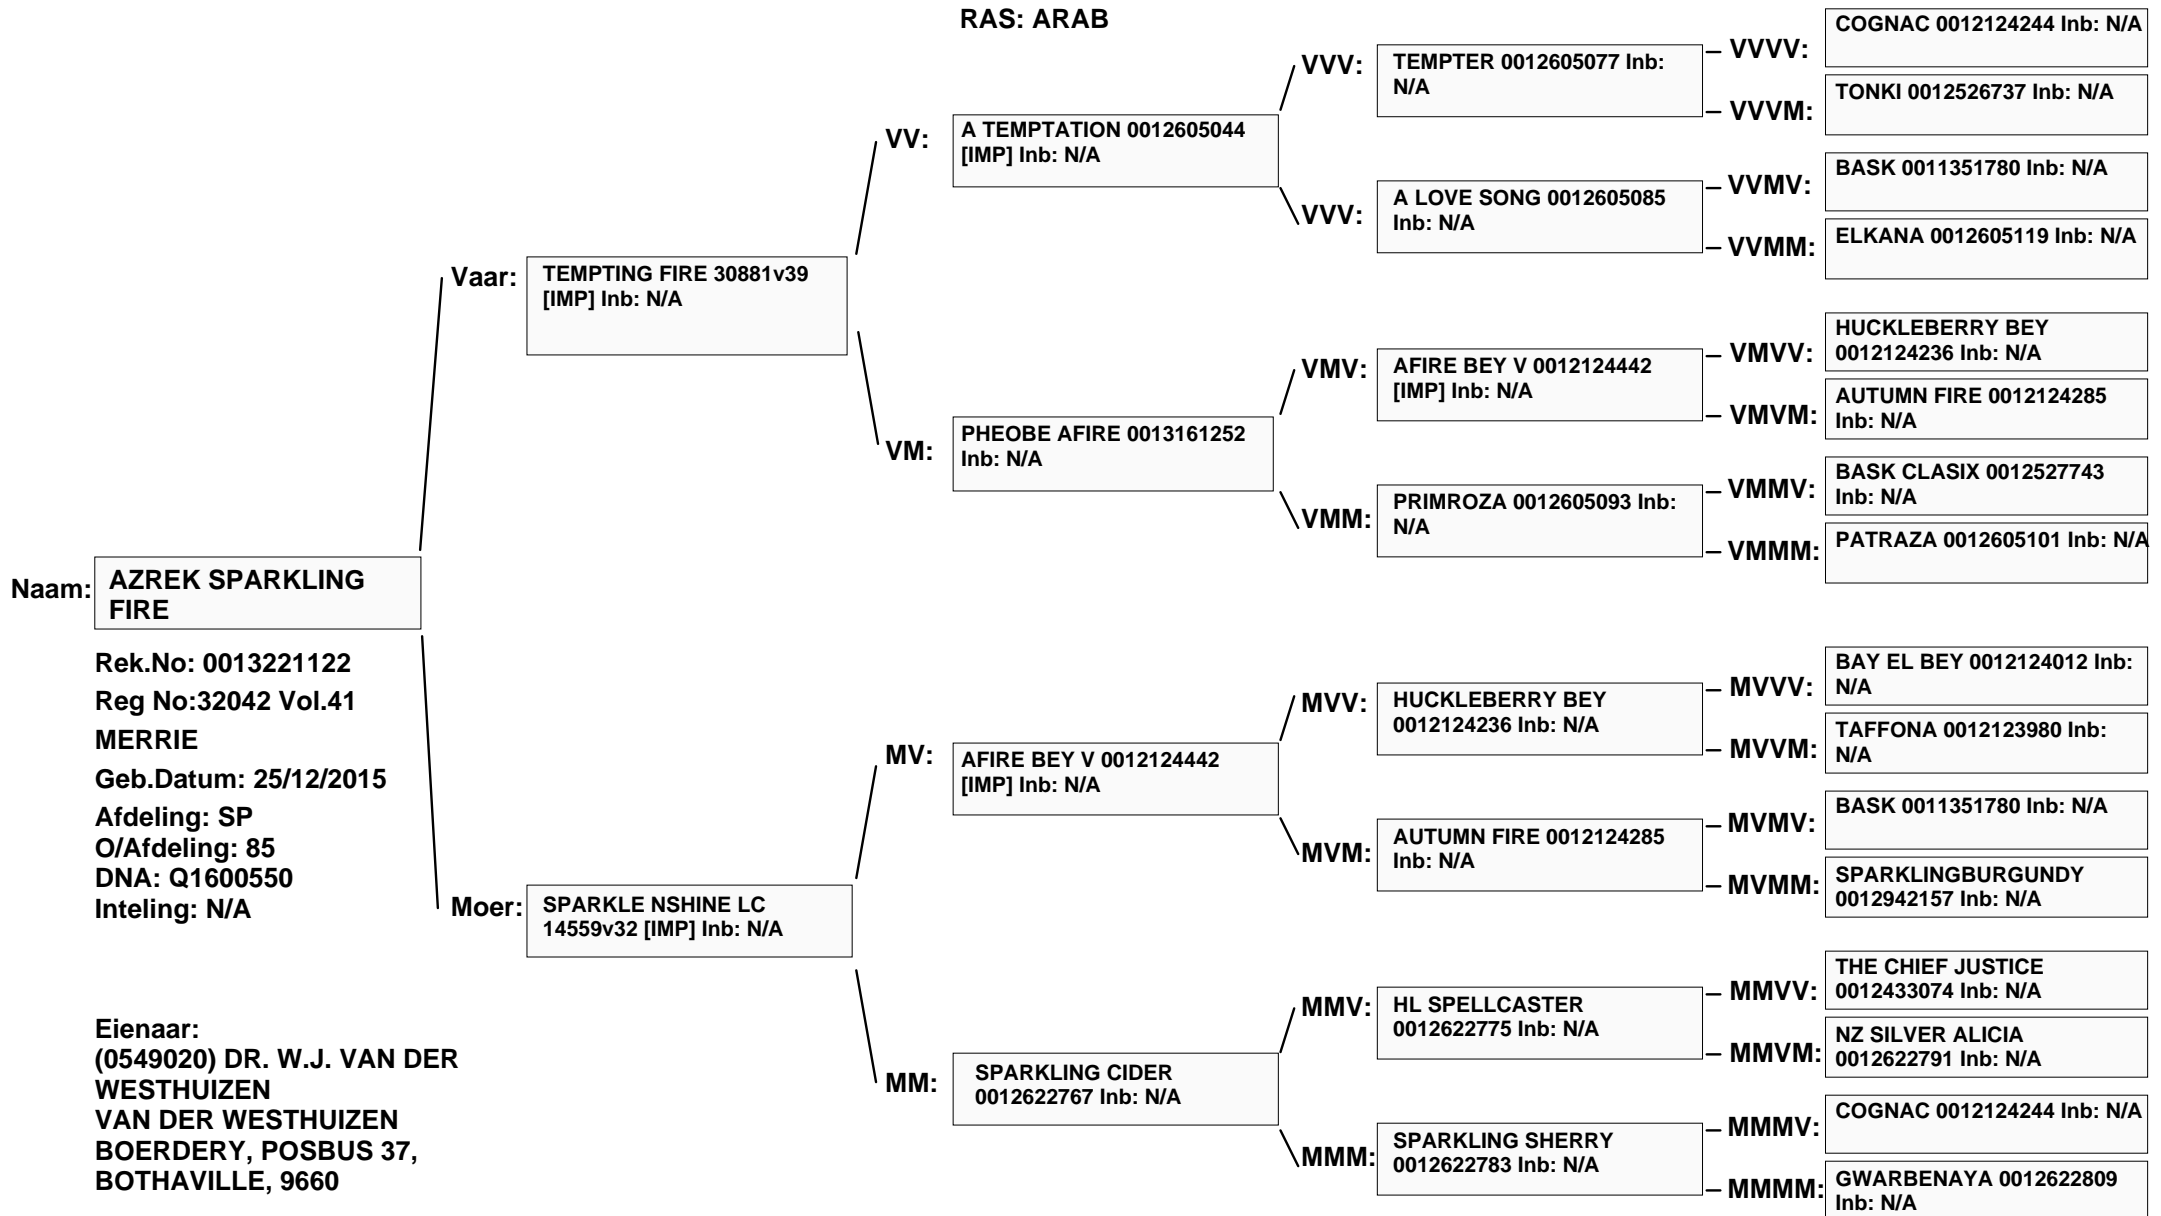 RAS: ARAB
Naam:
AZREK SPARKLING
FIRE
Rek.No: 0013221122
Reg No:32042 Vol.41
MERRIE
Geb.Datum: 25/12/2015
Afdeling: SP
O/Afdeling: 85
DNA: Q1600550
Inteling: N/A
Eienaar:
(0549020) DR. W.J. VAN DER
WESTHUIZEN
VAN DER WESTHUIZEN
BOERDERY, POSBUS 37,
BOTHAVILLE, 9660
Vaar:
TEMPTING FIRE 30881v39
[IMP] Inb: N/A
Moer:
SPARKLE NSHINE LC
14559v32 [IMP] Inb: N/A
VV:
A TEMPTATION 0012605044
[IMP] Inb: N/A
VM:
PHEOBE AFIRE 0013161252
Inb: N/A
MV:
AFIRE BEY V 0012124442
[IMP] Inb: N/A
MM:
SPARKLING CIDER
0012622767 Inb: N/A
VVV:
TEMPTER 0012605077 Inb:
N/A
VVV:
A LOVE SONG 0012605085
Inb: N/A
VMV:
AFIRE BEY V 0012124442
[IMP] Inb: N/A
VMM:
PRIMROZA 0012605093 Inb:
N/A
MVV:
HUCKLEBERRY BEY
0012124236 Inb: N/A
MVM:
AUTUMN FIRE 0012124285
Inb: N/A
MMV:
HL SPELLCASTER
0012622775 Inb: N/A
MMM:
SPARKLING SHERRY
0012622783 Inb: N/A
– VVVV:
COGNAC 0012124244 Inb: N/A
– VVVM:
TONKI 0012526737 Inb: N/A
– VVMV:
BASK 0011351780 Inb: N/A
– VVMM:
ELKANA 0012605119 Inb: N/A
– VMVV:
HUCKLEBERRY BEY
0012124236 Inb: N/A
– VMVM:
AUTUMN FIRE 0012124285
Inb: N/A
– VMMV:
BASK CLASIX 0012527743
Inb: N/A
– VMMM:
PATRAZA 0012605101 Inb: N/A
– MVVV:
BAY EL BEY 0012124012 Inb:
N/A
– MVVM:
TAFFONA 0012123980 Inb:
N/A
– MVMV:
BASK 0011351780 Inb: N/A
– MVMM:
SPARKLINGBURGUNDY
0012942157 Inb: N/A
– MMVV:
THE CHIEF JUSTICE
0012433074 Inb: N/A
– MMVM:
NZ SILVER ALICIA
0012622791 Inb: N/A
– MMMV:
COGNAC 0012124244 Inb: N/A
– MMMM:
GWARBENAYA 0012622809
Inb: N/A